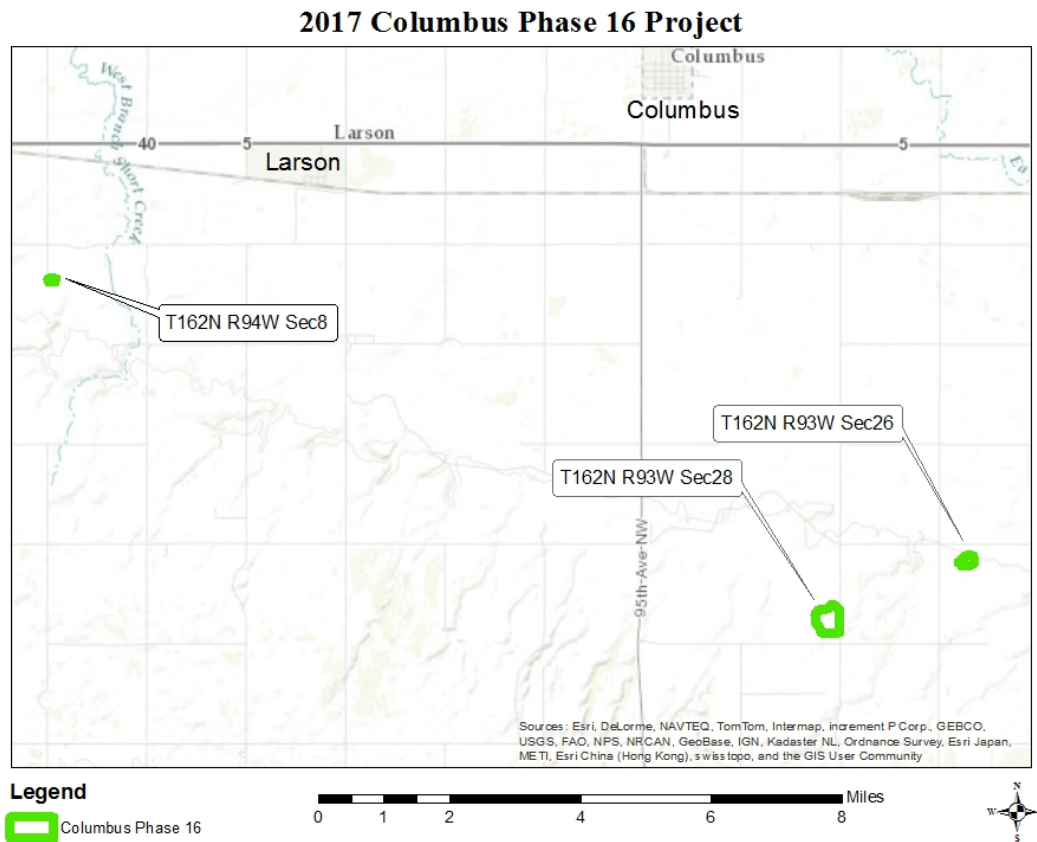 2017 Columbus Phase 16 Project
Columbus
Columbus
West Branch Short Creek
40
5
Larson
5
Larson
Ea
T162N R94W Sec8
T162N R93W Sec26
T162N R93W Sec28
95th-Ave-NW
Sources: Esri, DeLorme, NAVTEQ, TomTom, Intermap, increment P Corp., GEBCO,
USGS, FAO, NPS, NRCAN, GeoBase, IGN, Kadaster NL, Ordnance Survey, Esri Japan,
METI, Esri China (Hong Kong), swisstopo, and the GIS User Community
Legend
Columbus Phase 16
0 1 2 4 6 8 Miles
N
W
S